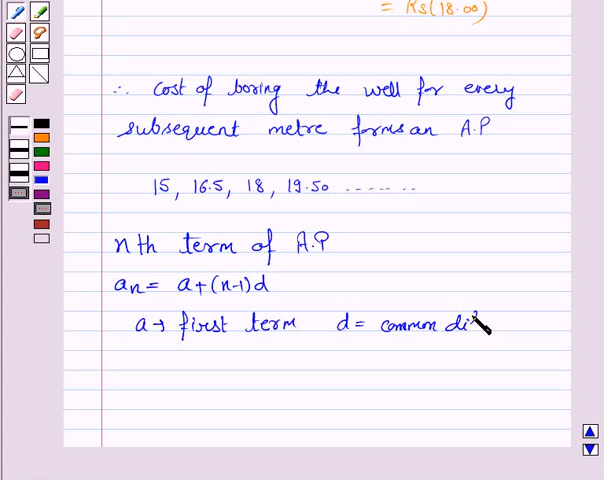 = Rs(18.00)
∴ Cost of boring the well for every
subsequent metre forms an A.P
15, 16.5, 18, 19.50 ........
nth term of A.P
an = a+(n-1)d
a→ first term d = common di